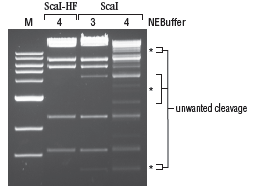 ScaI-HF ScaI
M 4 3 4 NEBuffer
*
*
unwanted cleavage
*